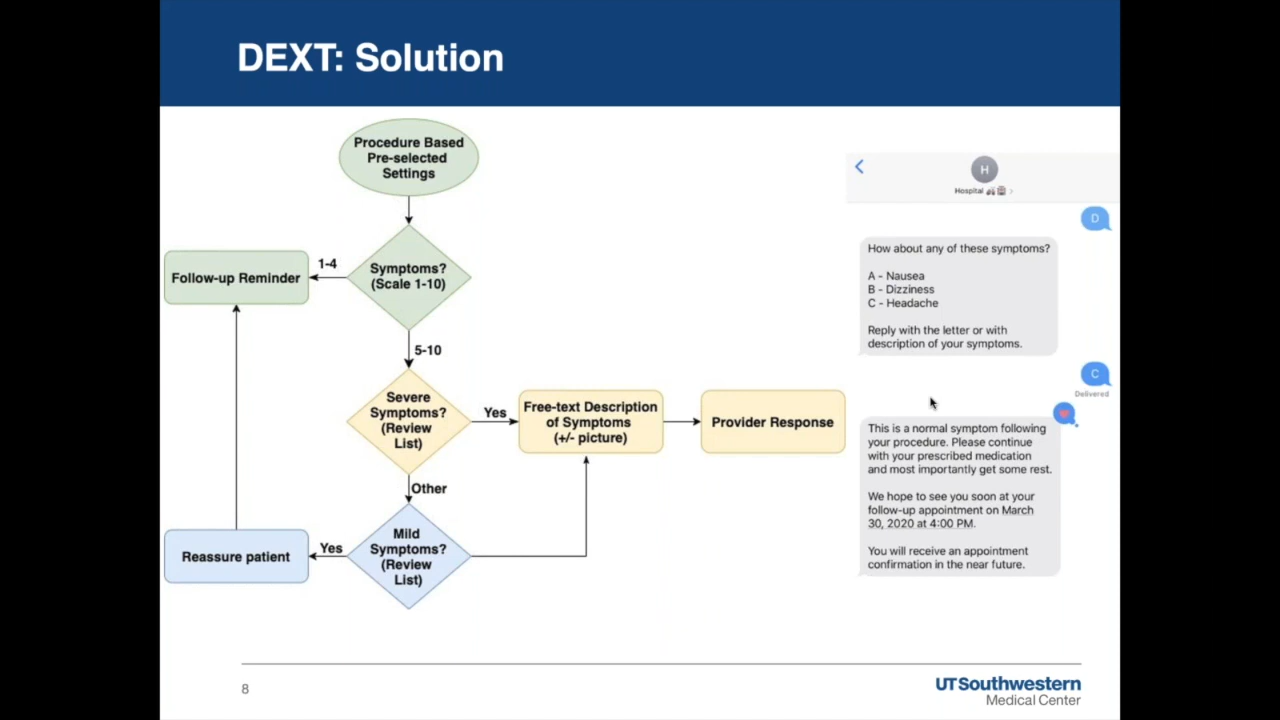 DEXT: Solution
Procedure Based
Pre-selected
Settings
Symptoms?
(Scale 1-10)
1-4
Follow-up Reminder
5-10
Severe
Symptoms?
(Review
List)
Yes
Free-text Description
of Symptoms
(+/- picture)
Provider Response
Other
Mild
Symptoms?
(Review
List)
Yes
Reassure patient
H
Hospital
D
How about any of these symptoms?
A - Nausea
B - Dizziness
C - Headache
Reply with the letter or with
description of your symptoms.
C
Delivered
This is a normal symptom following
your procedure. Please continue
with your prescribed medication
and most importantly get some rest.
We hope to see you soon at your
follow-up appointment on March
30, 2020 at 4:00 PM.
You will receive an appointment
confirmation in the near future.
8
UTSouthwestern
Medical Center